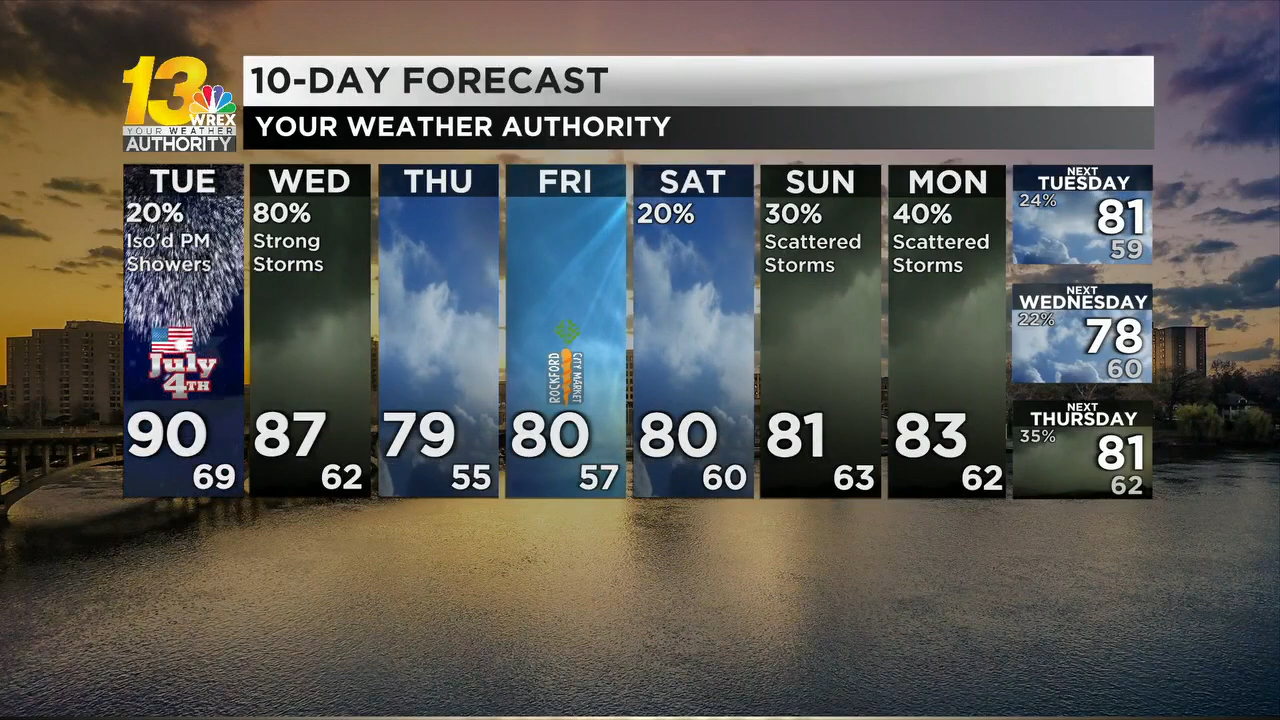 13
WREX
YOUR WEATHER
AUTHORITY
10-DAY FORECAST
YOUR WEATHER AUTHORITY
TUE
20%
Iso'd PM
Showers
July
4TH
90
69
WED
80%
Strong
Storms
87
62
THU
79
55
FRI
ROCKFORD
CITY MARKET
80
57
SAT
20%
80
60
SUN
30%
Scattered
Storms
81
63
MON
40%
Scattered
Storms
83
62
NEXT
TUESDAY
24%
81
59
NEXT
WEDNESDAY
22%
78
60
NEXT
THURSDAY
35%
81
62